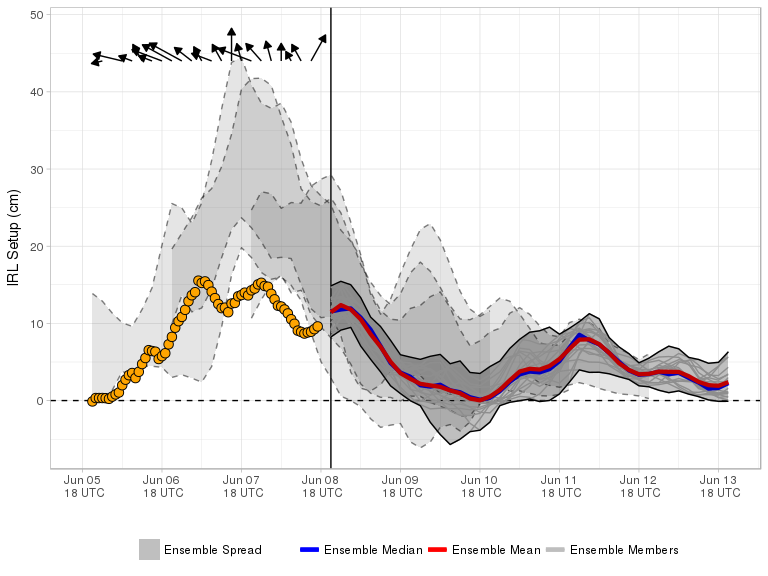 50
40
30
20
10
0
IRL Setup (cm)
Jun 05 Jun 06 Jun 07 Jun 08 Jun 09 Jun 10 Jun 11 Jun 12 Jun 13
18 UTC 18 UTC 18 UTC 18 UTC 18 UTC 18 UTC 18 UTC 18 UTC 18 UTC
Ensemble Spread Ensemble Median Ensemble Mean Ensemble Members